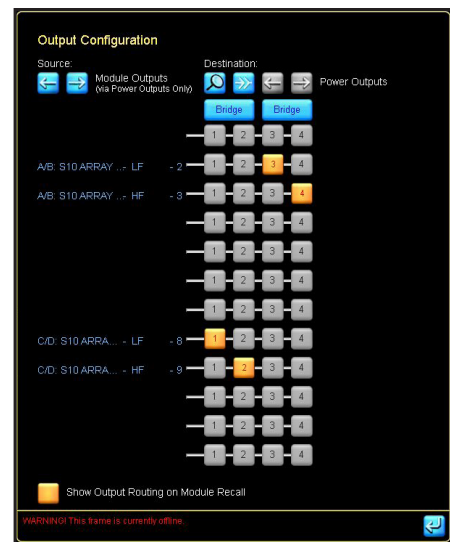 Output Configuration
Source:
Destination:
Module Outputs
(via Power Outputs Only)
Power Outputs
Bridge Bridge
1 2 3 4
A/B: S10 ARRAY ..- LF - 2 1 2 3 4
A/B: S10 ARRAY ..- HF - 3 1 2 3 4
1 2 3 4
1 2 3 4
1 2 3 4
1 2 3 4
C/D: S10 ARRA... - LF - 8 1 2 3 4
C/D: S10 ARRA... - HF - 9 1 2 3 4
1 2 3 4
1 2 3 4
1 2 3 4
Show Output Routing on Module Recall
WARNING! This frame is currently offline.